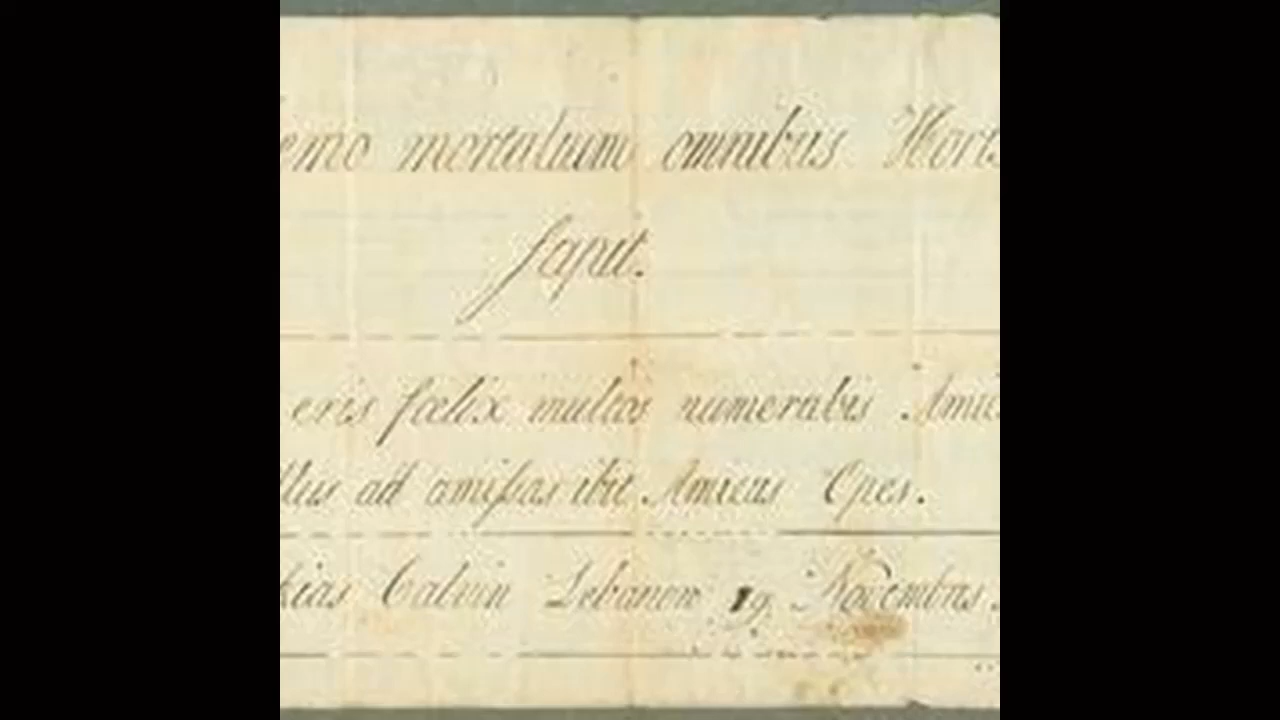 emo mortalium omnibus Hori
sapit.
eris fœlix multos numerabis Amic
llus ad amissas ibit Amicus Opes.
kias Calvin Lebanon 19 Novembris.